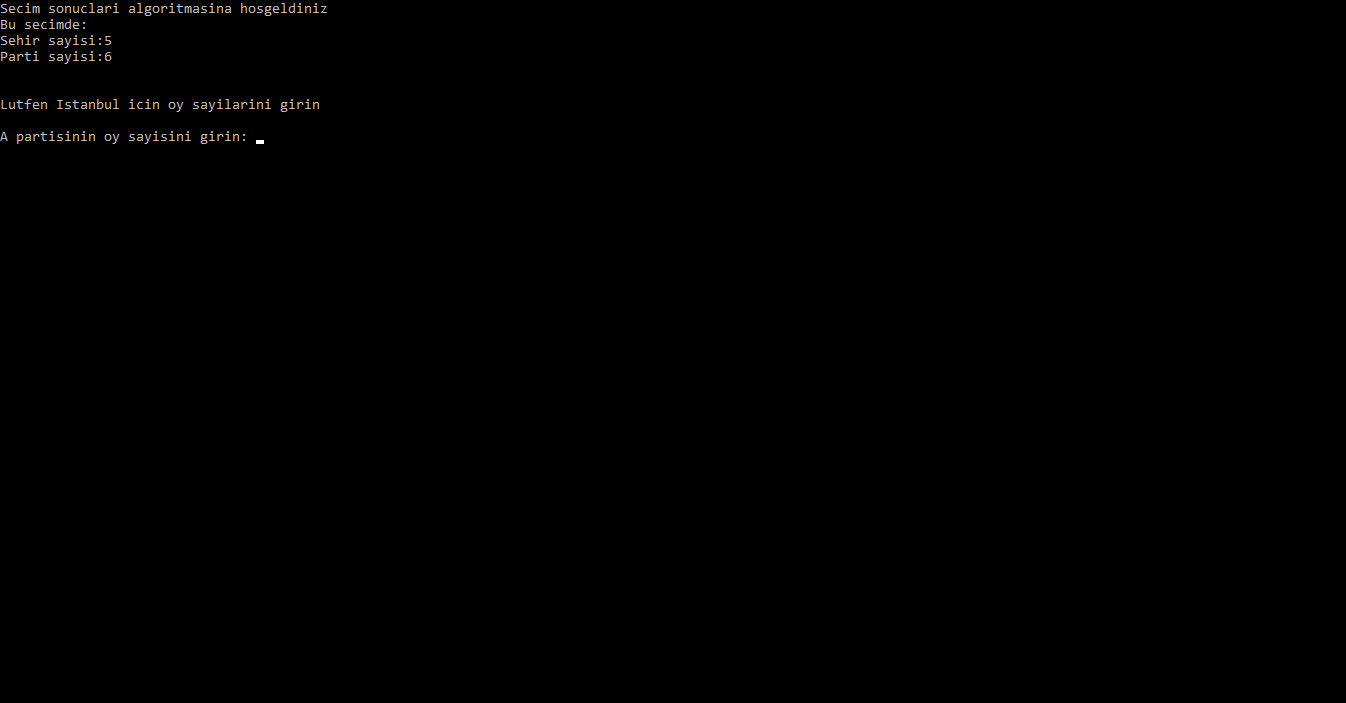 Secim sonuclari algoritmasina hosgeldiniz
Bu secimde:
Sehir sayisi:5
Parti sayisi:6
Lutfen Istanbul icin oy sayilarini girin
A partisinin oy sayisini girin: